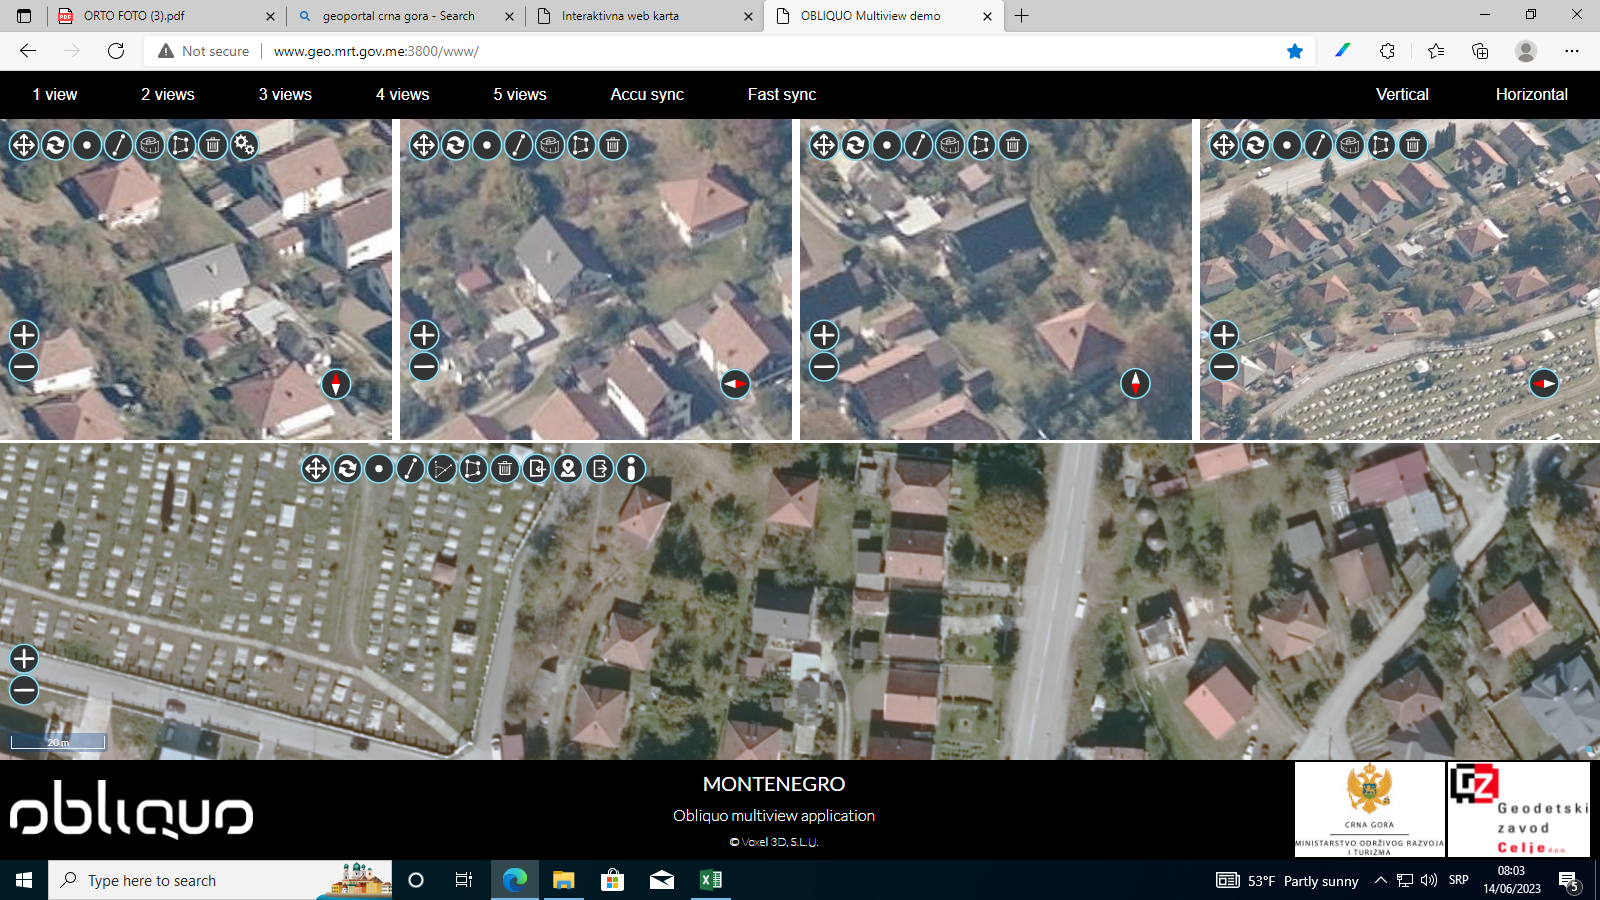 ORTO FOTO (3).pdf
geoportal crna gora - Search
Interaktivna web karta
OBLIQUO Multiview demo
Not secure
www.geo.mrt.gov.me:3800/www/
1 view
2 views
3 views
4 views
5 views
Accu sync
Fast sync
Vertical
Horizontal
20 m
obliquo
MONTENEGRO
Obliquo multiview application
© Voxel 3D, S.L.U.
CRNA GORA
MINISTARSTVO ODRŽIVOG RAZVOJA
I TURIZMA
GZ
Geodetski
zavod
Celje d.o.o.
Type here to search
53°F Partly sunny
SRP
08:03
14/06/2023
5